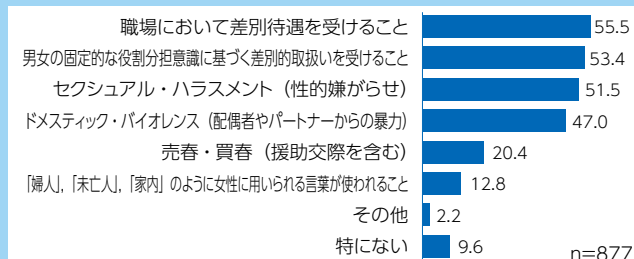 職場において差別待遇を受けること 55.5
男女の固定的な役割分担意識に基づく差別的取扱いを受けること 53.4
セクシュアル・ハラスメント（性的嫌がらせ） 51.5
ドメスティック・バイオレンス（配偶者やパートナーからの暴力） 47.0
売春・買春（援助交際を含む） 20.4
「婦人」，「未亡人」，「家内」のように女性に用いられる言葉が使われること 12.8
その他 2.2
特にない 9.6
n=877